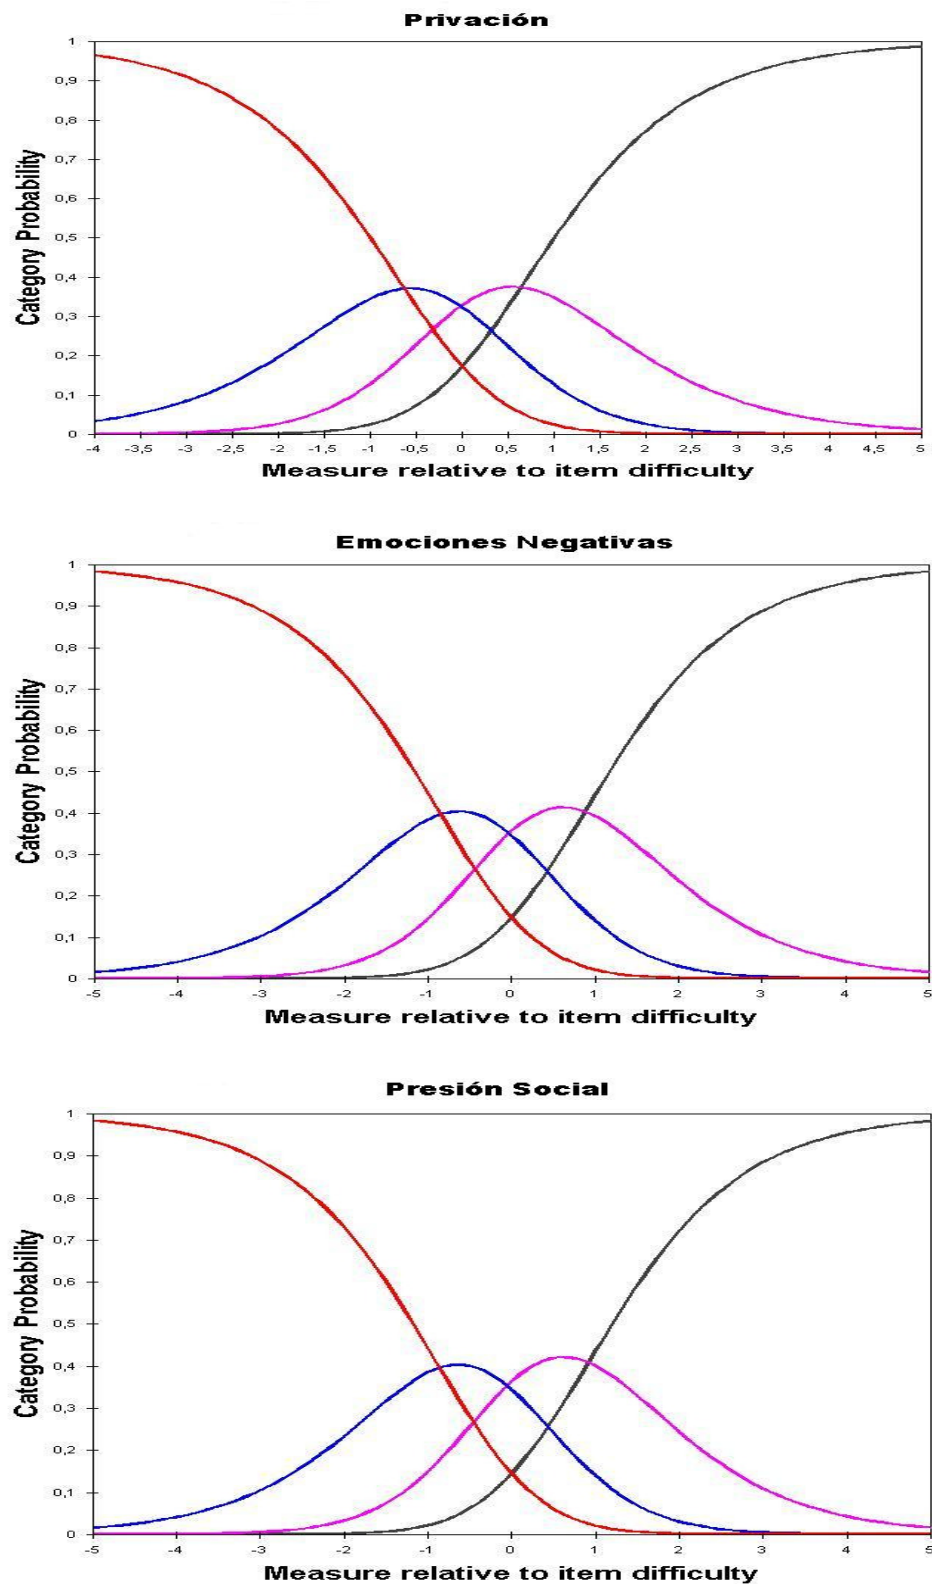 Privación
Category Probability
1
0,9
0,8
0,7
0,6
0,5
0,4
0,3
0,2
0,1
0
-4 -3,5 -3 -2,5 -2 -1,5 -1 -0,5 0 0,5 1 1,5 2 2,5 3 3,5 4 4,5 5
Measure relative to item difficulty
Emociones Negativas
Category Probability
1
0,9
0,8
0,7
0,6
0,5
0,4
0,3
0,2
0,1
0
-5 -4 -3 -2 -1 0 1 2 3 4 5
Measure relative to item difficulty
Presión Social
Category Probability
1
0,9
0,8
0,7
0,6
0,5
0,4
0,3
0,2
0,1
0
-5 -4 -3 -2 -1 0 1 2 3 4 5
Measure relative to item difficulty